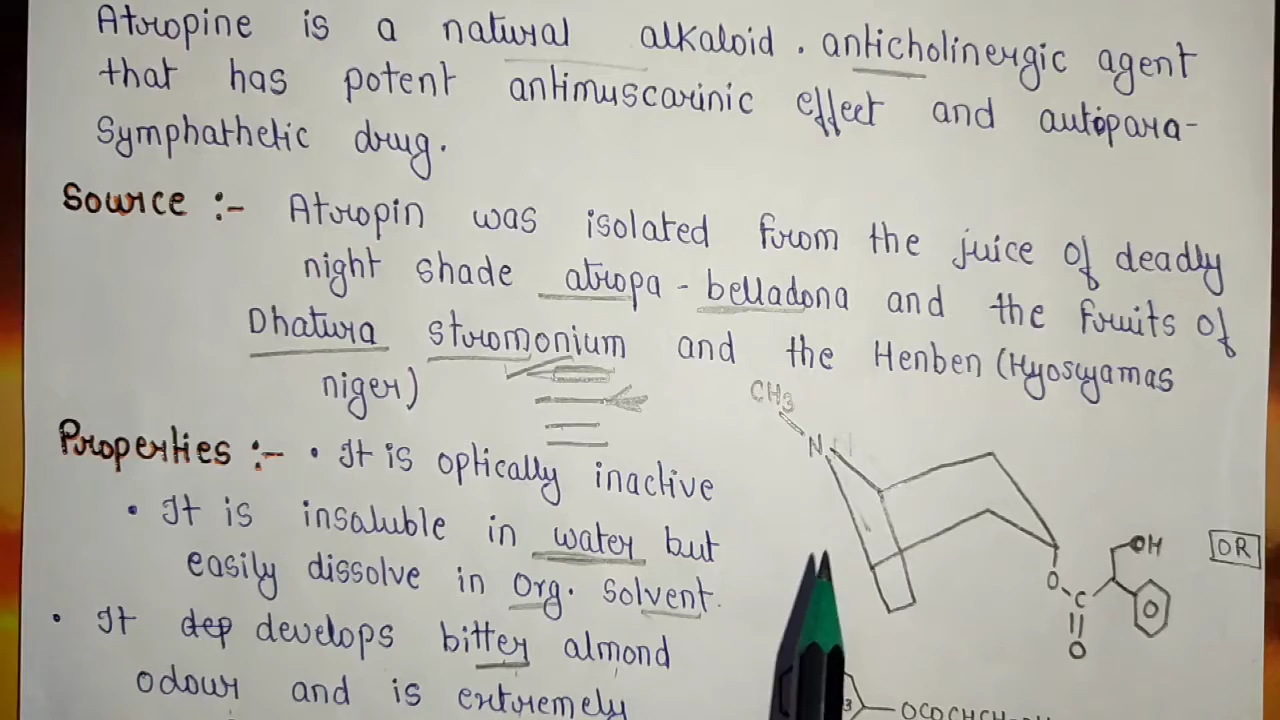 Atropine is a natural alkaloid . anticholinergic agent
that has potent antimuscarinic effect and autopara-
Symphathetic drug.
Source :- Atropin was isolated from the juice of deadly
night shade atropa - belladona and the fruits of
Dhatura stromonium and the Henben (Hyoscyamas
niger)
CH3
N
Properties :- • It is optically inactive
• It is insaluble in water but
easily dissolve in org. solvent.
OH
OR
O
C
O
• It dep develops bitter almond
odour and is extremely
3